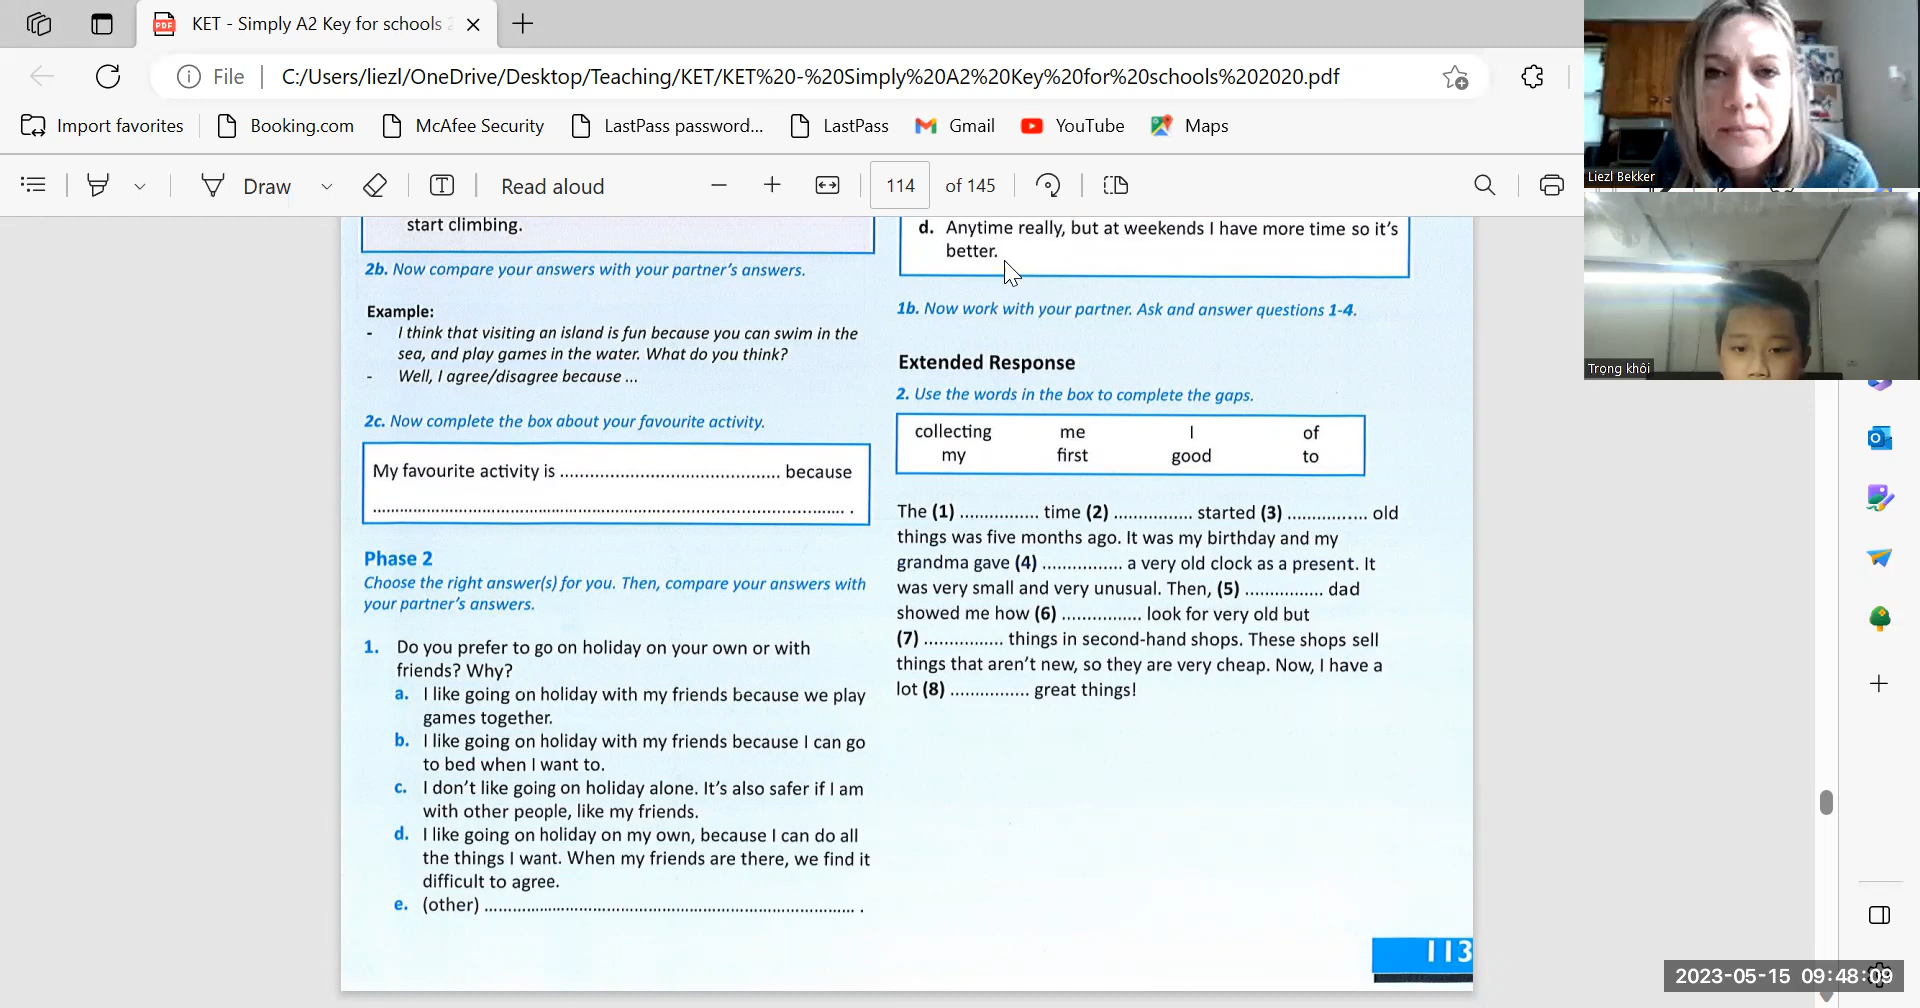 KET - Simply A2 Key for schools 2
File
C:/Users/liezl/OneDrive/Desktop/Teaching/KET/KET%20-%20Simply%20A2%20Key%20for%20schools%202020.pdf
Import favorites
Booking.com
McAfee Security
LastPass password...
LastPass
Gmail
YouTube
Maps
Draw
Read aloud
114
of 145
Liezl Bekker
Trọng khôi
start climbing.
2b. Now compare your answers with your partner's answers.
Example:
- I think that visiting an island is fun because you can swim in the
sea, and play games in the water. What do you think?
- Well, I agree/disagree because ...
2c. Now complete the box about your favourite activity.
My favourite activity is ........................................ because
.................................................................................... .
Phase 2
Choose the right answer(s) for you. Then, compare your answers with
your partner's answers.
1. Do you prefer to go on holiday on your own or with
friends? Why?
a. I like going on holiday with my friends because we play
games together.
b. I like going on holiday with my friends because I can go
to bed when I want to.
c. I don't like going on holiday alone. It's also safer if I am
with other people, like my friends.
d. I like going on holiday on my own, because I can do all
the things I want. When my friends are there, we find it
difficult to agree.
e. (other) .................................................................. .
d. Anytime really, but at weekends I have more time so it's
better.
1b. Now work with your partner. Ask and answer questions 1-4.
Extended Response
2. Use the words in the box to complete the gaps.
collecting me I of
my first good to
The (1) ............... time (2) ............... started (3) ............... old
things was five months ago. It was my birthday and my
grandma gave (4) ............... a very old clock as a present. It
was very small and very unusual. Then, (5) ............... dad
showed me how (6) ............... look for very old but
(7) ............... things in second-hand shops. These shops sell
things that aren't new, so they are very cheap. Now, I have a
lot (8) ............... great things!
113
2023-05-15 09:48:09